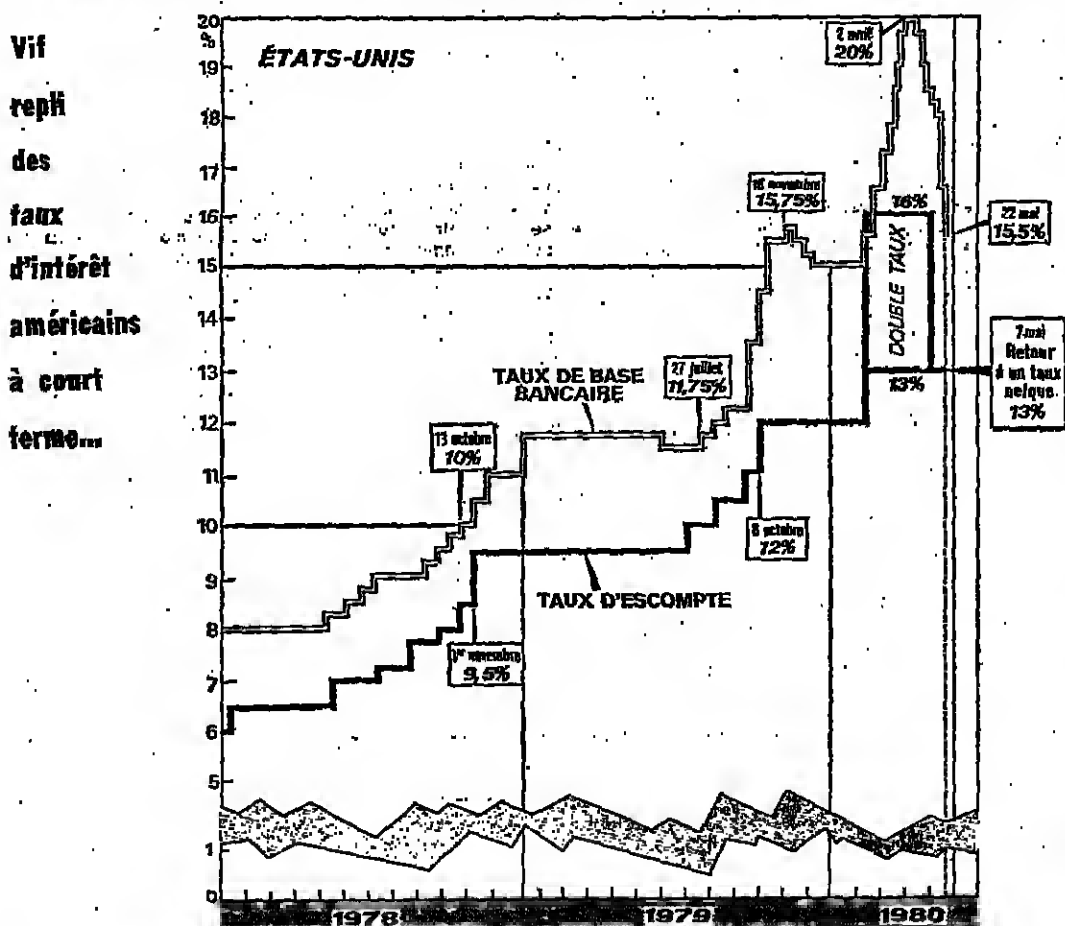 Vif
repli
des
taux
d'intérêt
américains
à court
terme...
ÉTATS-UNIS
20
%
19
18
17
16
15
14
13
12
11
10
9
8
7
6
5
1
0
2 avril
20%
16 novembre
15,75%
22 mai
15,5%
16%
DOUBLE TAUX
13%
7 mai
Retour
à un taux
unique
13%
TAUX DE BASE
BANCAIRE
27 juillet
11,75%
13 octobre
10%
8 octobre
12%
TAUX D'ESCOMPTE
1er novembre
9,5%
1978
1979
1980